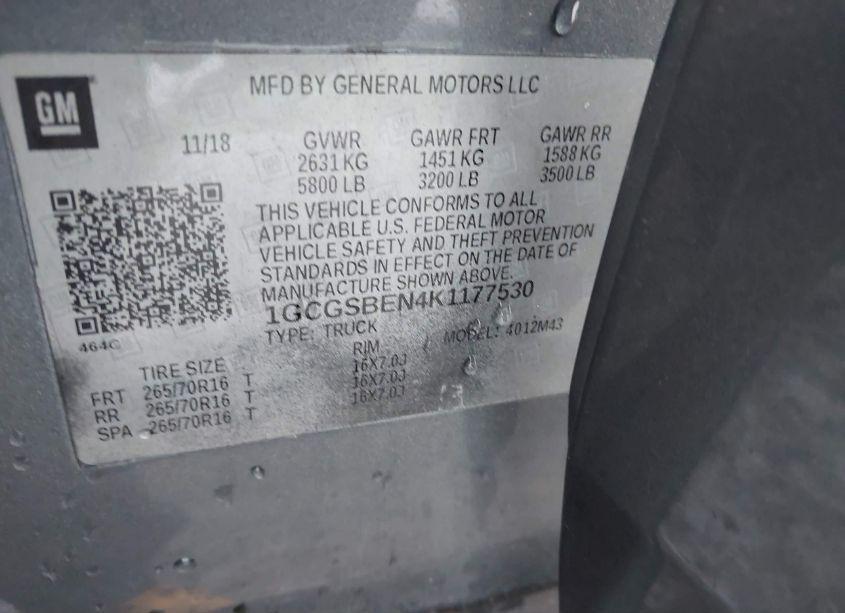 GM
MFD BY GENERAL MOTORS LLC
11/18 GVWR GAWR FRT GAWR RR
2631 KG 1451 KG 1588 KG
5800 LB 3200 LB 3500 LB
THIS VEHICLE CONFORMS TO ALL
APPLICABLE U.S. FEDERAL MOTOR
VEHICLE SAFETY AND THEFT PREVENTION
STANDARDS IN EFFECT ON THE DATE OF
MANUFACTURE SHOWN ABOVE.
1GCGSBEN4K1177530
TYPE: TRUCK MODEL: 4012M43
464C
TIRE SIZE RIM
FRT 265/70R16 T 16X7.0J
RR 265/70R16 T 16X7.0J
SPA 265/70R16 T 16X7.0J